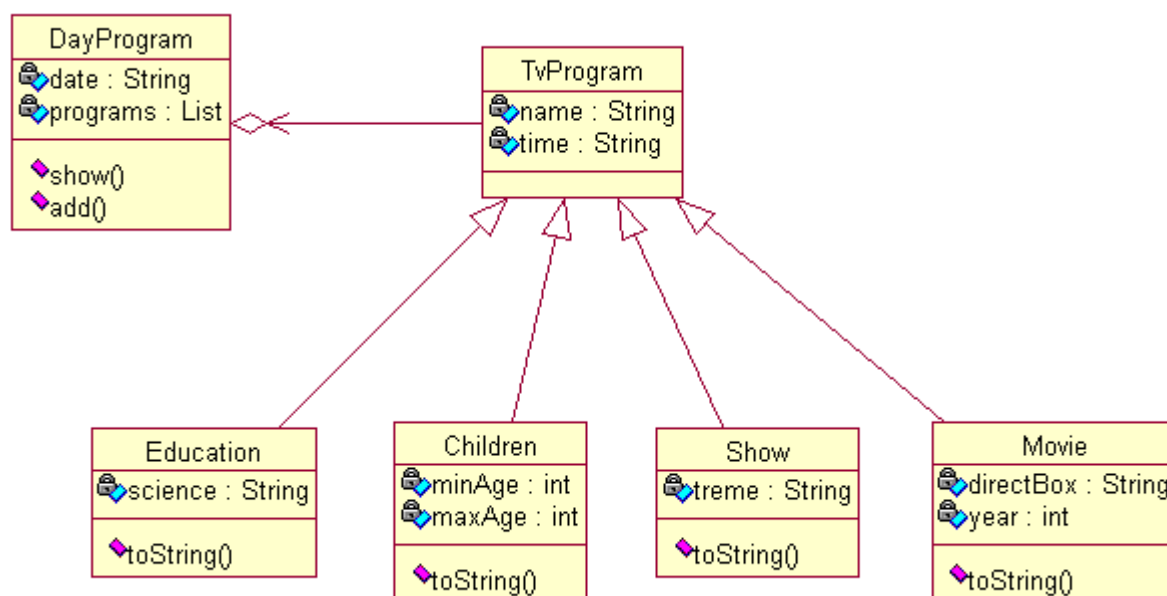 DayProgram
date : String
programs : List
show()
add()
TvProgram
name : String
time : String
Education
science : String
toString()
Children
minAge : int
maxAge : int
toString()
Show
treme : String
toString()
Movie
directBox : String
year : int
toString()